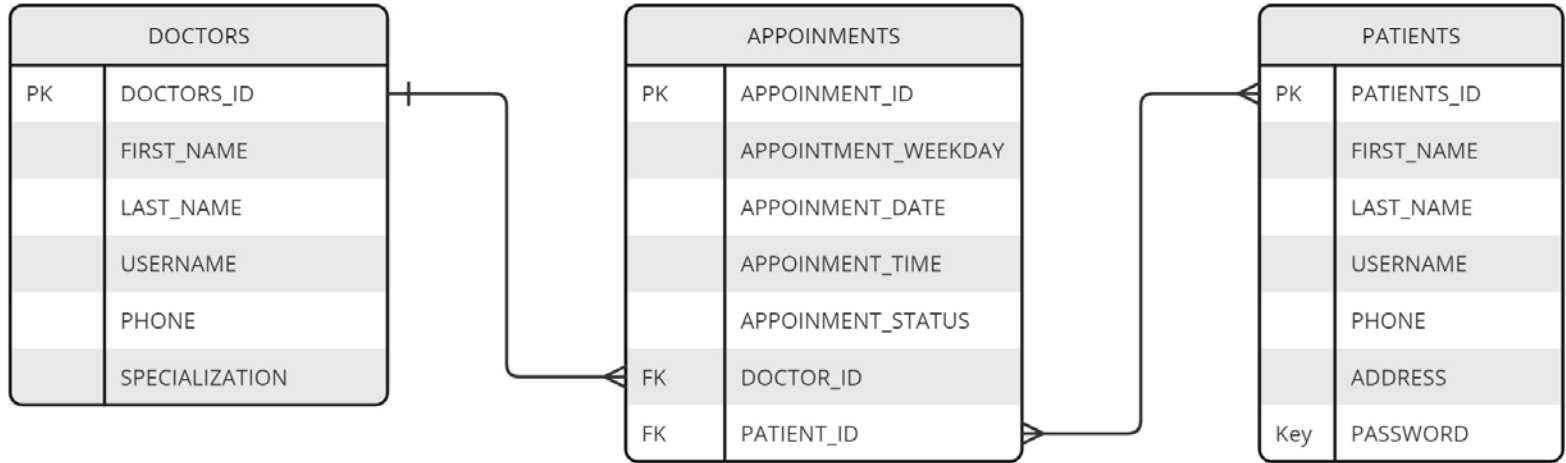 DOCTORS
PK DOCTORS_ID
FIRST_NAME
LAST_NAME
USERNAME
PHONE
SPECIALIZATION
APPOINMENTS
PK APPOINMENT_ID
APPOINTMENT_WEEKDAY
APPOINMENT_DATE
APPOINMENT_TIME
APPOINMENT_STATUS
FK DOCTOR_ID
FK PATIENT_ID
PATIENTS
PK PATIENTS_ID
FIRST_NAME
LAST_NAME
USERNAME
PHONE
ADDRESS
Key PASSWORD